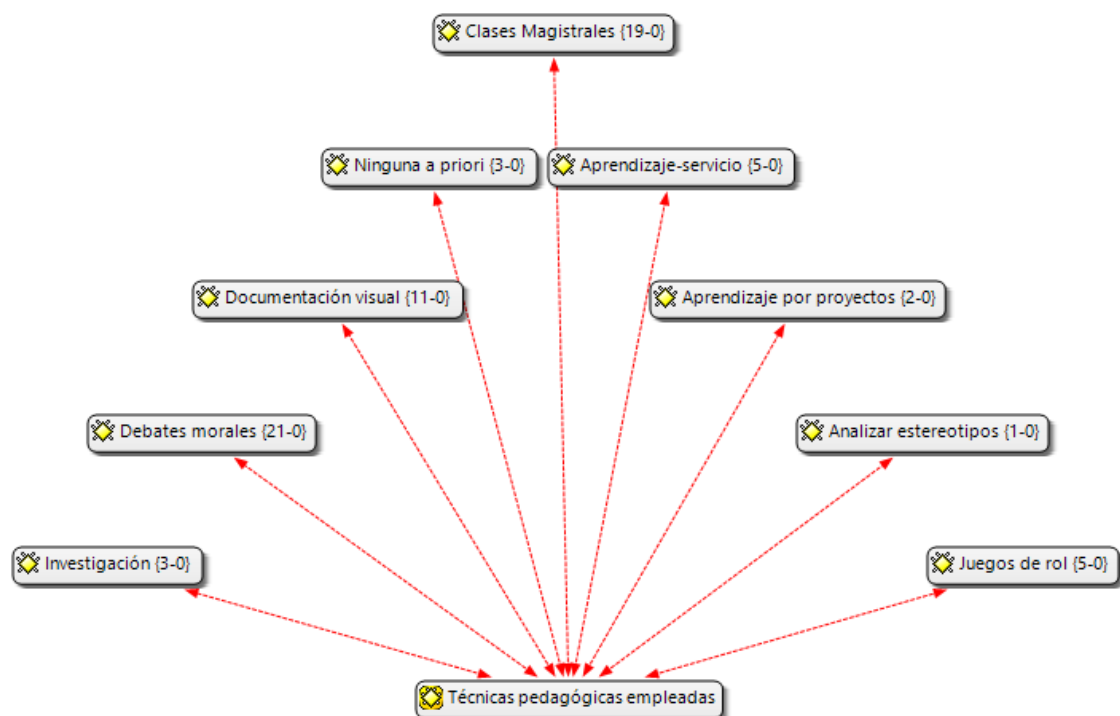 Clases Magistrales {19-0}
Ninguna a priori {3-0}
Aprendizaje-servicio {5-0}
Documentación visual {11-0}
Aprendizaje por proyectos {2-0}
Debates morales {21-0}
Analizar estereotipos {1-0}
Investigación {3-0}
Juegos de rol {5-0}
Técnicas pedagógicas empleadas